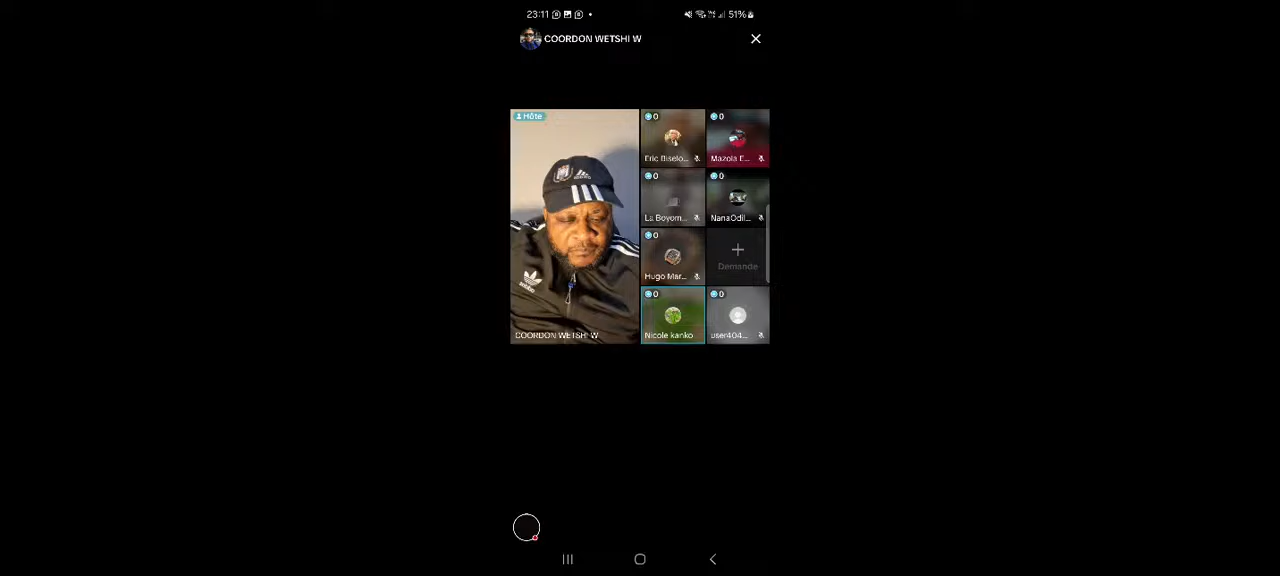 23:11
51%
COORDON WETSHI W
Hôte
0
0
Eric Biselo...
Mazola E...
0
0
La Boyom...
NanaOdil...
0
Hugo Mar...
Demande
0
0
COORDON WETSHI W
Nicole kanko
user404...
adidas